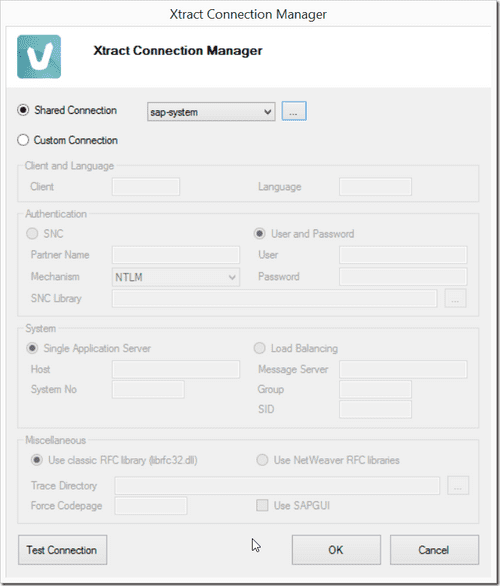 Xtract Connection Manager
Xtract Connection Manager
Shared Connection sap-system ...
Custom Connection
Client and Language
Client Language
Authentication
SNC User and Password
Partner Name User
Mechanism NTLM Password
SNC Library ...
System
Single Application Server Load Balancing
Host Message Server
System No Group
SID
Miscellaneous
Use classic RFC library (librfc32.dll) Use NetWeaver RFC libraries
Trace Directory ...
Force Codepage Use SAPGUI
Test Connection OK Cancel